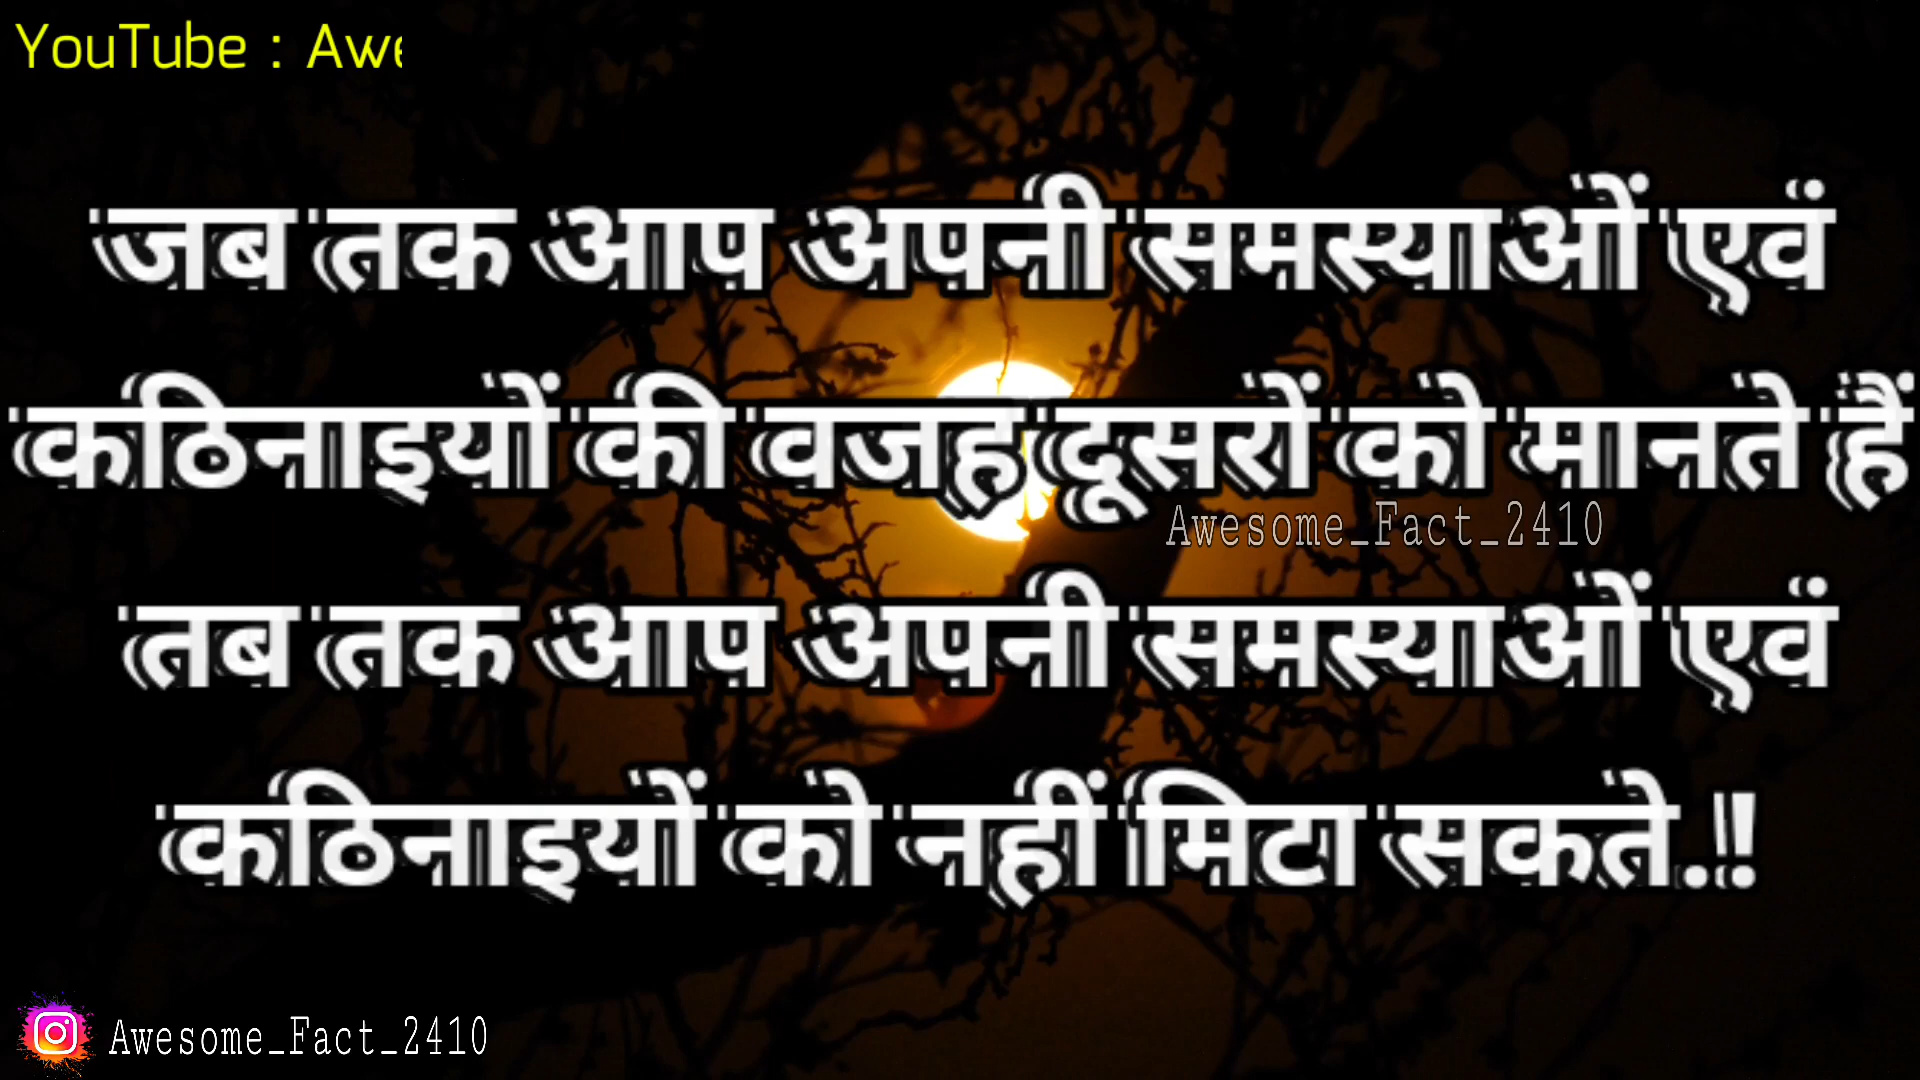 YouTube : Awe
जब तक आप अपनी समस्याओं एवं
कठिनाइयों की वजह दूसरों को मानते हैं
Awesome_Fact_2410
तब तक आप अपनी समस्याओं एवं
कठिनाइयों को नहीं मिटा सकते.!!
Awesome_Fact_2410